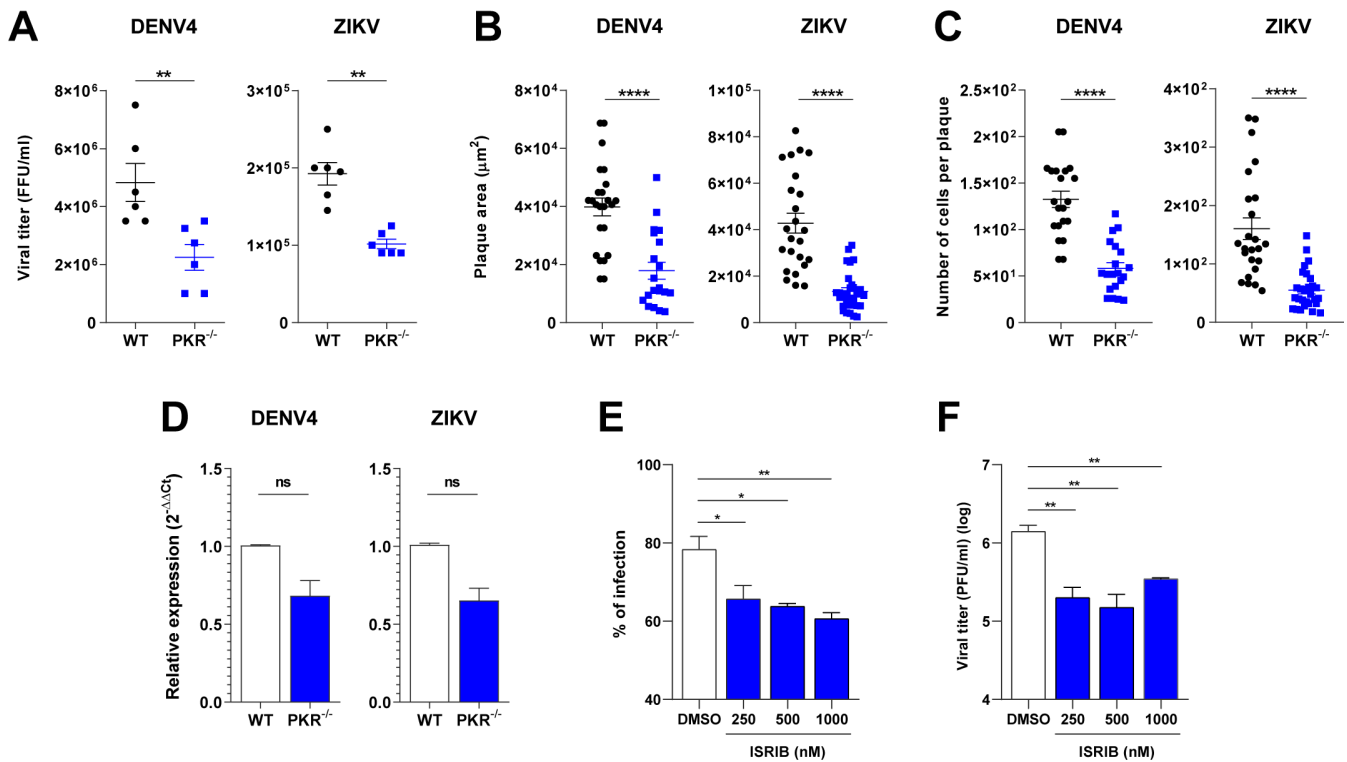 A
DENV4
ZIKV
Viral titer (FFU/ml)
8×10⁶
6×10⁶
4×10⁶
2×10⁶
0
**
WT
PKR⁻/⁻
3×10⁵
2×10⁵
1×10⁵
0
**
WT
PKR⁻/⁻
B
DENV4
ZIKV
Plaque area (μm²)
8×10⁴
6×10⁴
4×10⁴
2×10⁴
0
****
WT
PKR⁻/⁻
1×10⁵
8×10⁴
6×10⁴
4×10⁴
2×10⁴
0
****
WT
PKR⁻/⁻
C
DENV4
ZIKV
Number of cells per plaque
2.5×10²
2×10²
1.5×10²
1×10²
5×10¹
0
****
WT
PKR⁻/⁻
4×10²
3×10²
2×10²
1×10²
0
****
WT
PKR⁻/⁻
D
DENV4
ZIKV
Relative expression (2^-ΔΔCt)
1.5
1.0
0.5
0.0
ns
WT
PKR⁻/⁻
1.5
1.0
0.5
0.0
ns
WT
PKR⁻/⁻
E
% of infection
100
80
60
40
**
*
*
DMSO 250 500 1000
ISRIB (nM)
F
Viral titer (PFU/ml) (log)
7
6
5
4
**
**
**
DMSO 250 500 1000
ISRIB (nM)